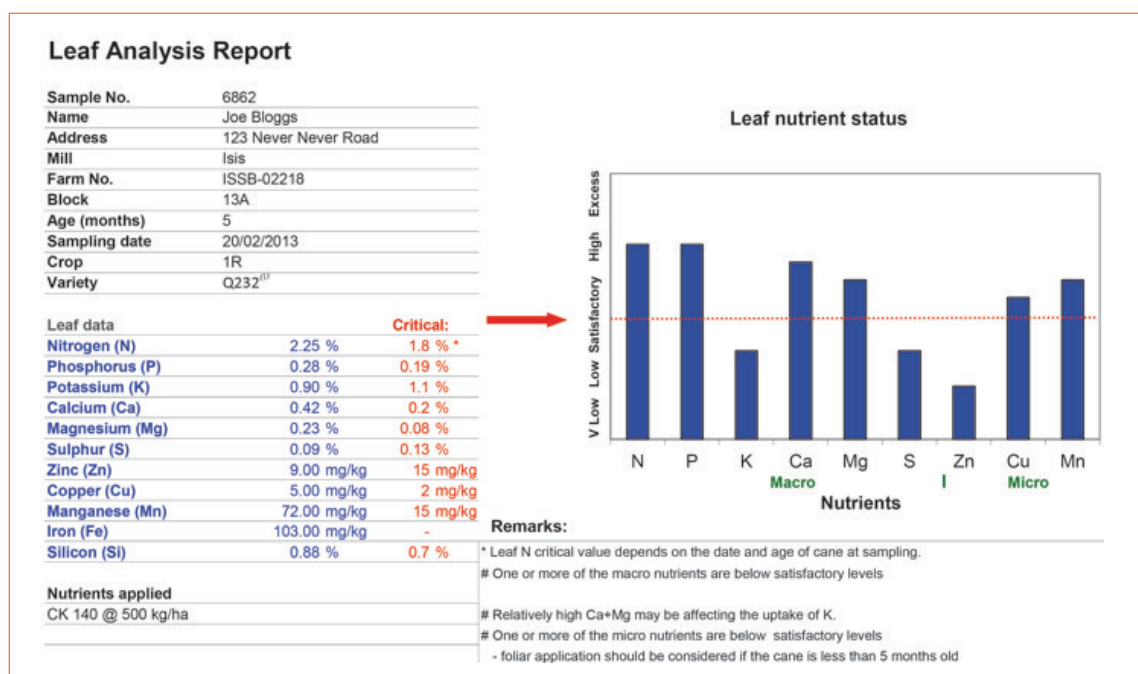 Leaf Analysis Report
Sample No. 6862
Name Joe Bloggs
Address 123 Never Never Road
Mill Isis
Farm No. ISSB-02218
Block 13A
Age (months) 5
Sampling date 20/02/2013
Crop 1R
Variety Q232
Leaf data Critical:
Nitrogen (N) 2.25 % 1.8 % *
Phosphorus (P) 0.28 % 0.19 %
Potassium (K) 0.90 % 1.1 %
Calcium (Ca) 0.42 % 0.2 %
Magnesium (Mg) 0.23 % 0.08 %
Sulphur (S) 0.09 % 0.13 %
Zinc (Zn) 9.00 mg/kg 15 mg/kg
Copper (Cu) 5.00 mg/kg 2 mg/kg
Manganese (Mn) 72.00 mg/kg 15 mg/kg
Iron (Fe) 103.00 mg/kg -
Silicon (Si) 0.88 % 0.7 %
Nutrients applied
CK 140 @ 500 kg/ha
Leaf nutrient status
V Low Low Satisfactory High Excess
N P K Ca Mg S Zn Cu Mn
Macro | Micro
Nutrients
Remarks:
* Leaf N critical value depends on the date and age of cane at sampling.
# One or more of the macro nutrients are below satisfactory levels
# Relatively high Ca+Mg may be affecting the uptake of K.
# One or more of the micro nutrients are below satisfactory levels
- foliar application should be considered if the cane is less than 5 months old